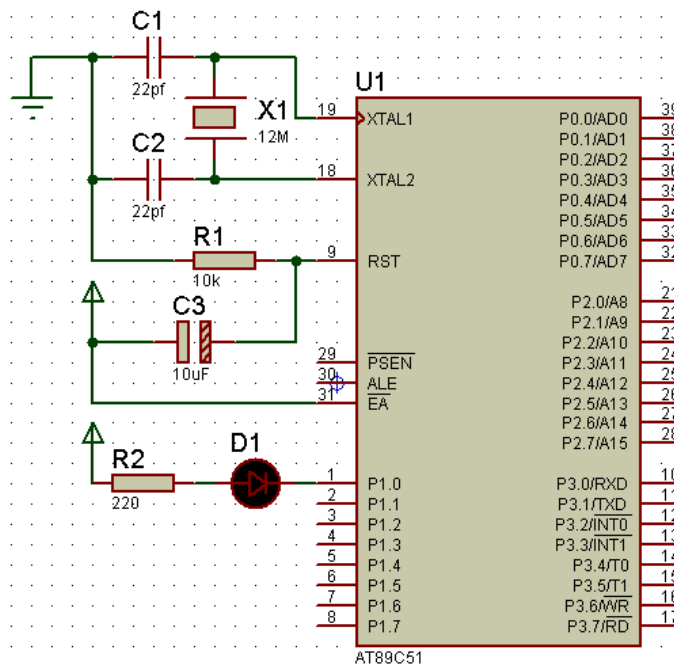 C1
22pf
X1
12M
C2
22pf
R1
10k
C3
10uF
R2
220
D1
U1
19 XTAL1
18 XTAL2
9 RST
29 PSEN
30 ALE
31 EA
1 P1.0
2 P1.1
3 P1.2
4 P1.3
5 P1.4
6 P1.5
7 P1.6
8 P1.7
P0.0/AD0 39
P0.1/AD1 38
P0.2/AD2 37
P0.3/AD3 36
P0.4/AD4 35
P0.5/AD5 34
P0.6/AD6 33
P0.7/AD7 32
P2.0/A8 21
P2.1/A9 22
P2.2/A10 23
P2.3/A11 24
P2.4/A12 25
P2.5/A13 26
P2.6/A14 27
P2.7/A15 28
P3.0/RXD 10
P3.1/TXD 11
P3.2/INT0 12
P3.3/INT1 13
P3.4/T0 14
P3.5/T1 15
P3.6/WR 16
P3.7/RD 17
AT89C51